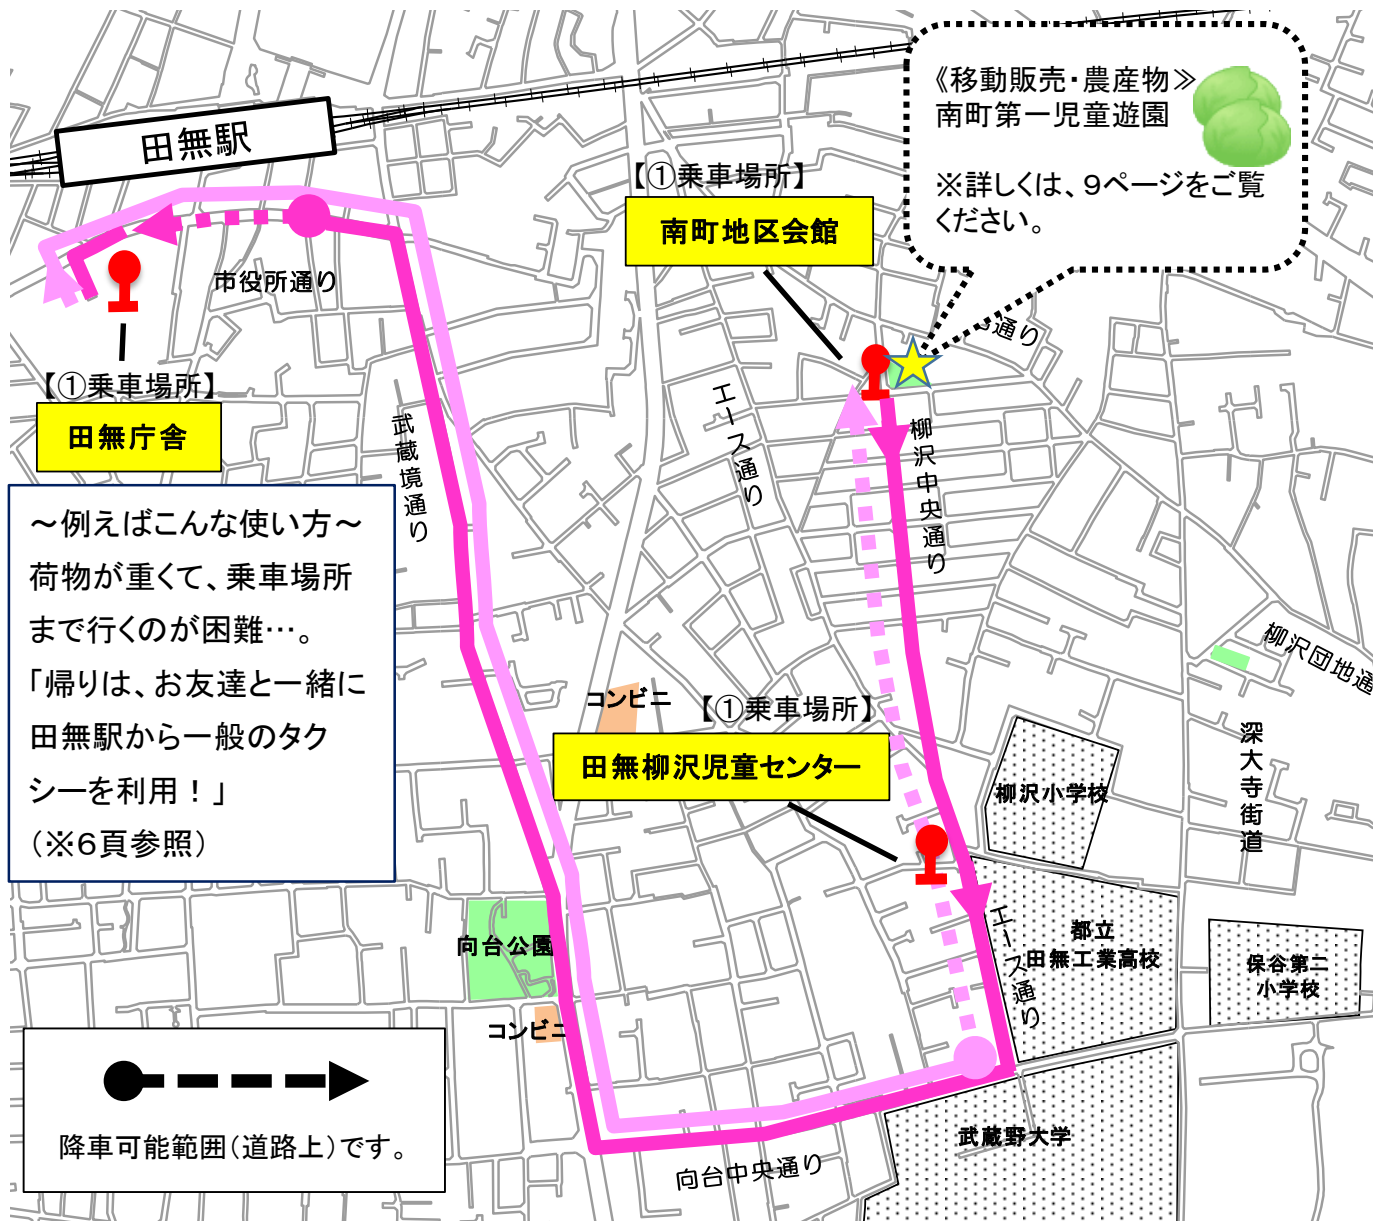 《移動販売・農産物≫
南町第一児童遊園
※詳しくは、9ページをご覧
ください。
田無駅
【①乗車場所】
南町地区会館
市役所通り
通り
【①乗車場所】
田無庁舎
武蔵境通り
エース通り
柳沢中央通り
～例えばこんな使い方～
荷物が重くて、乗車場所
まで行くのが困難…。
「帰りは、お友達と一緒に
田無駅から一般のタク
シーを利用！」
(※6頁参照)
柳沢団地通
コンビニ
【①乗車場所】
田無柳沢児童センター
深大寺街道
柳沢小学校
エース通り
都立
田無工業高校
保谷第二
小学校
向台公園
コンビニ
武蔵野大学
向台中央通り
降車可能範囲(道路上)です。